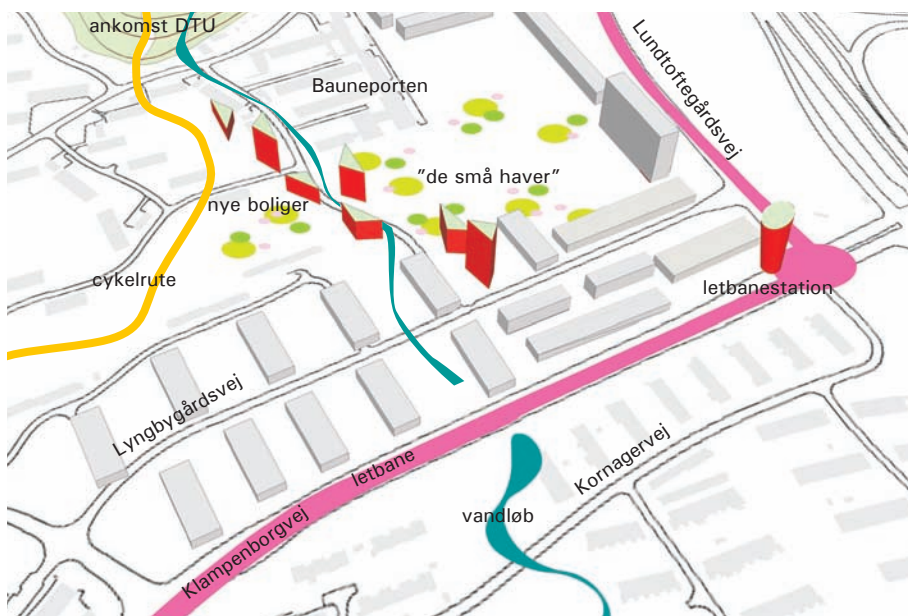 ankomst DTU
Lundtoftegårdsvej
Bauneporten
"de små haver"
nye boliger
cykelrute
letbanestation
Lyngbygårdsvej
letbane
Kornagervej
vandløb
Klampenborgvej